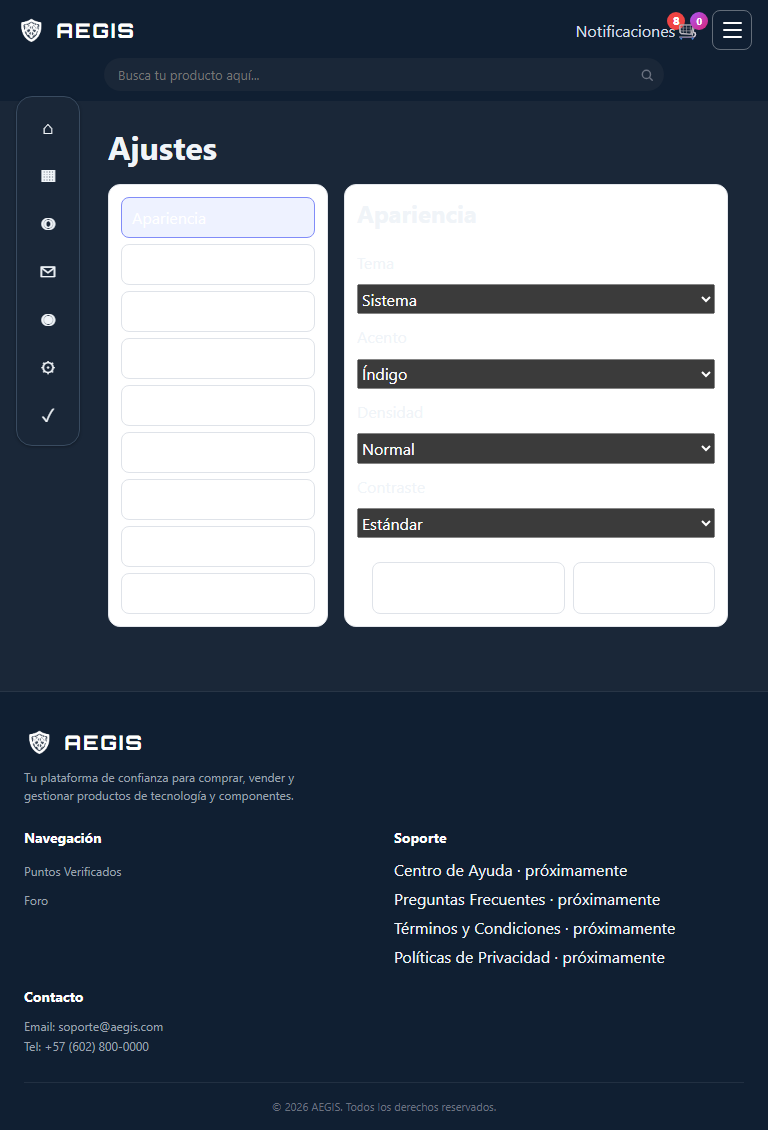 AEGIS
Notificaciones
8
0
Busca tu producto aquí...
Ajustes
Apariencia
Apariencia
Tema
Sistema
Acento
Índigo
Densidad
Normal
Contraste
Estándar
AEGIS
Tu plataforma de confianza para comprar, vender y
gestionar productos de tecnología y componentes.
Navegación
Puntos Verificados
Foro
Soporte
Centro de Ayuda · próximamente
Preguntas Frecuentes · próximamente
Términos y Condiciones · próximamente
Políticas de Privacidad · próximamente
Contacto
Email: soporte@aegis.com
Tel: +57 (602) 800-0000
© 2026 AEGIS. Todos los derechos reservados.